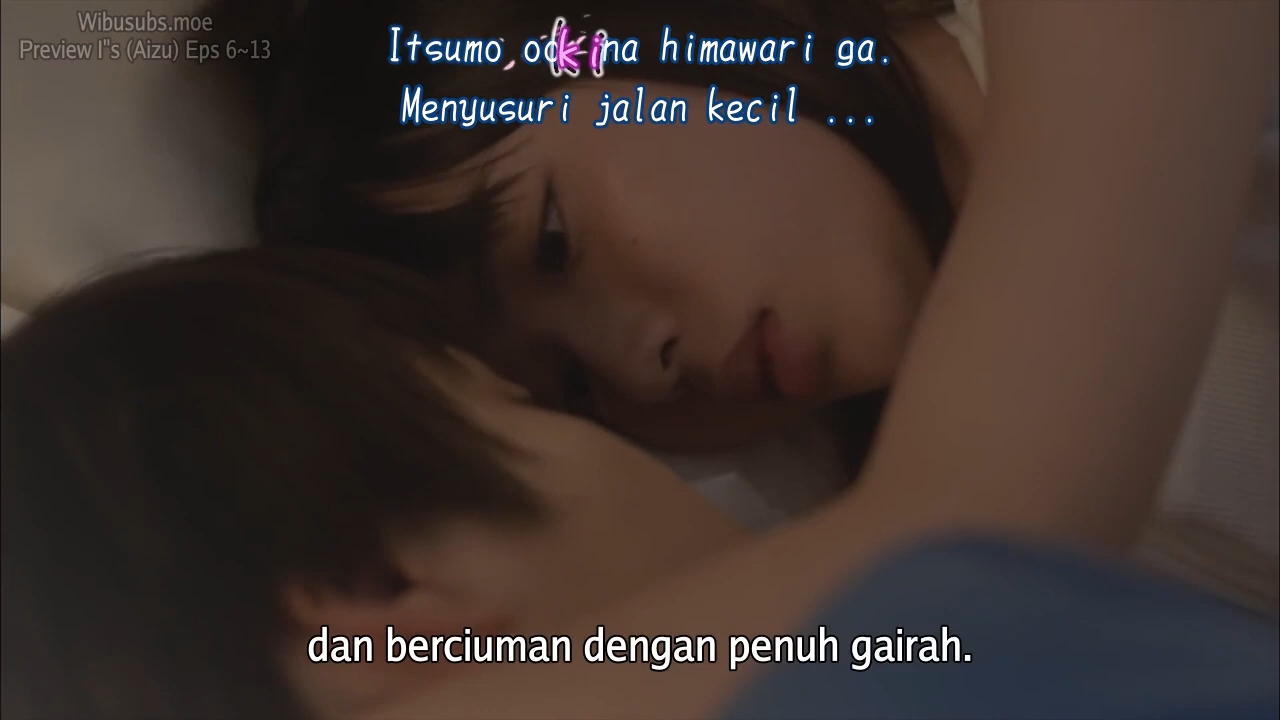 Wibusubs.moe
Preview I"s (Aizu) Eps 6~13
Itsumo ookina himawari ga.
Menyusuri jalan kecil ...
dan berciuman dengan penuh gairah.